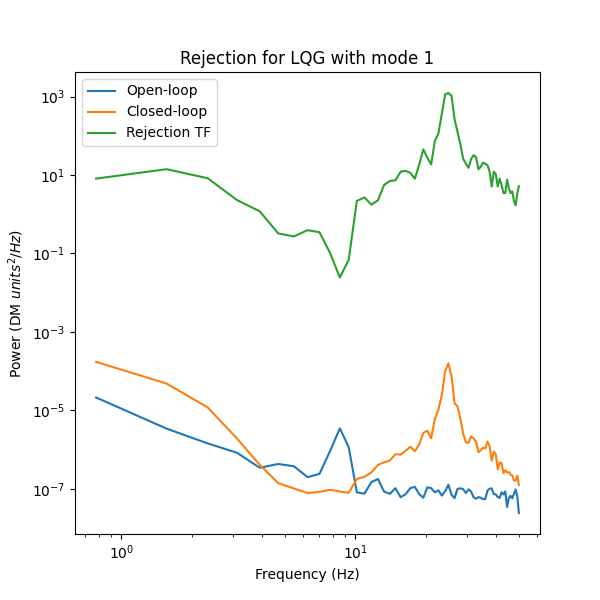 Rejection for LQG with mode 1
Open-loop
Closed-loop
Rejection TF
Power (DM units²/Hz)
10³
10¹
10⁻¹
10⁻³
10⁻⁵
10⁻⁷
10⁰
10¹
Frequency (Hz)